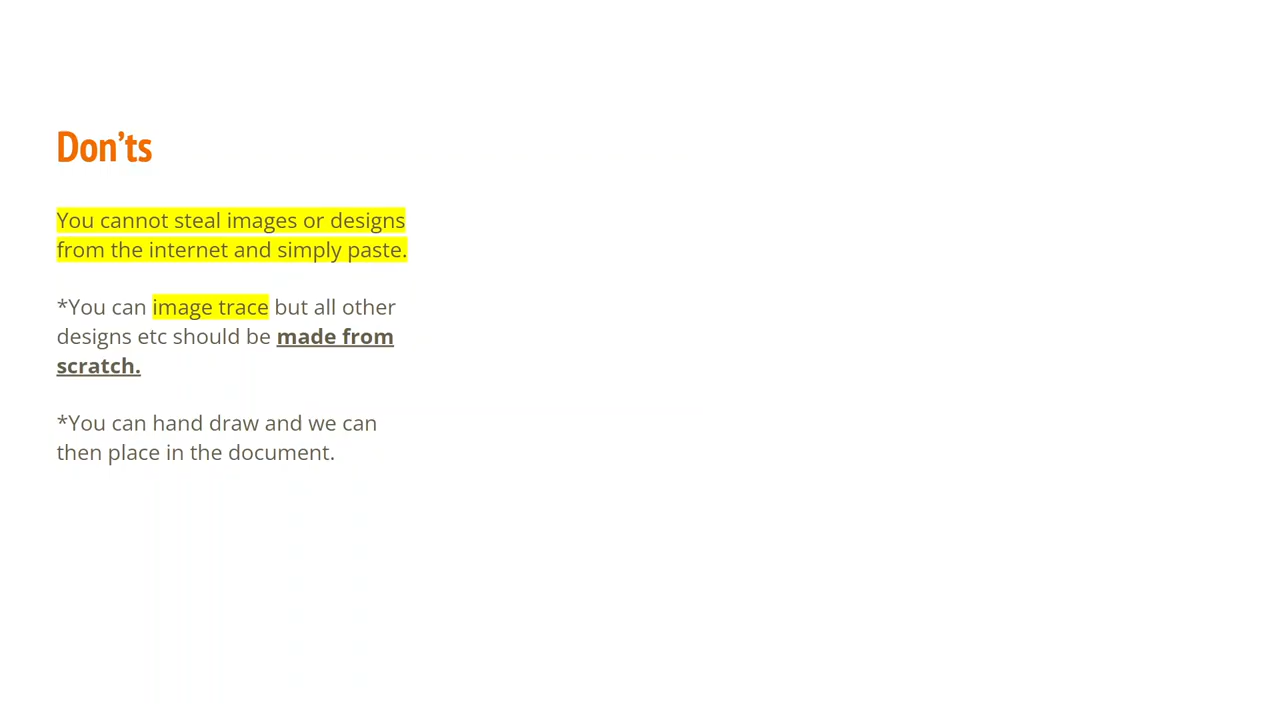 Don’ts
You cannot steal images or designs
from the internet and simply paste.
*You can image trace but all other
designs etc should be made from
scratch.
*You can hand draw and we can
then place in the document.